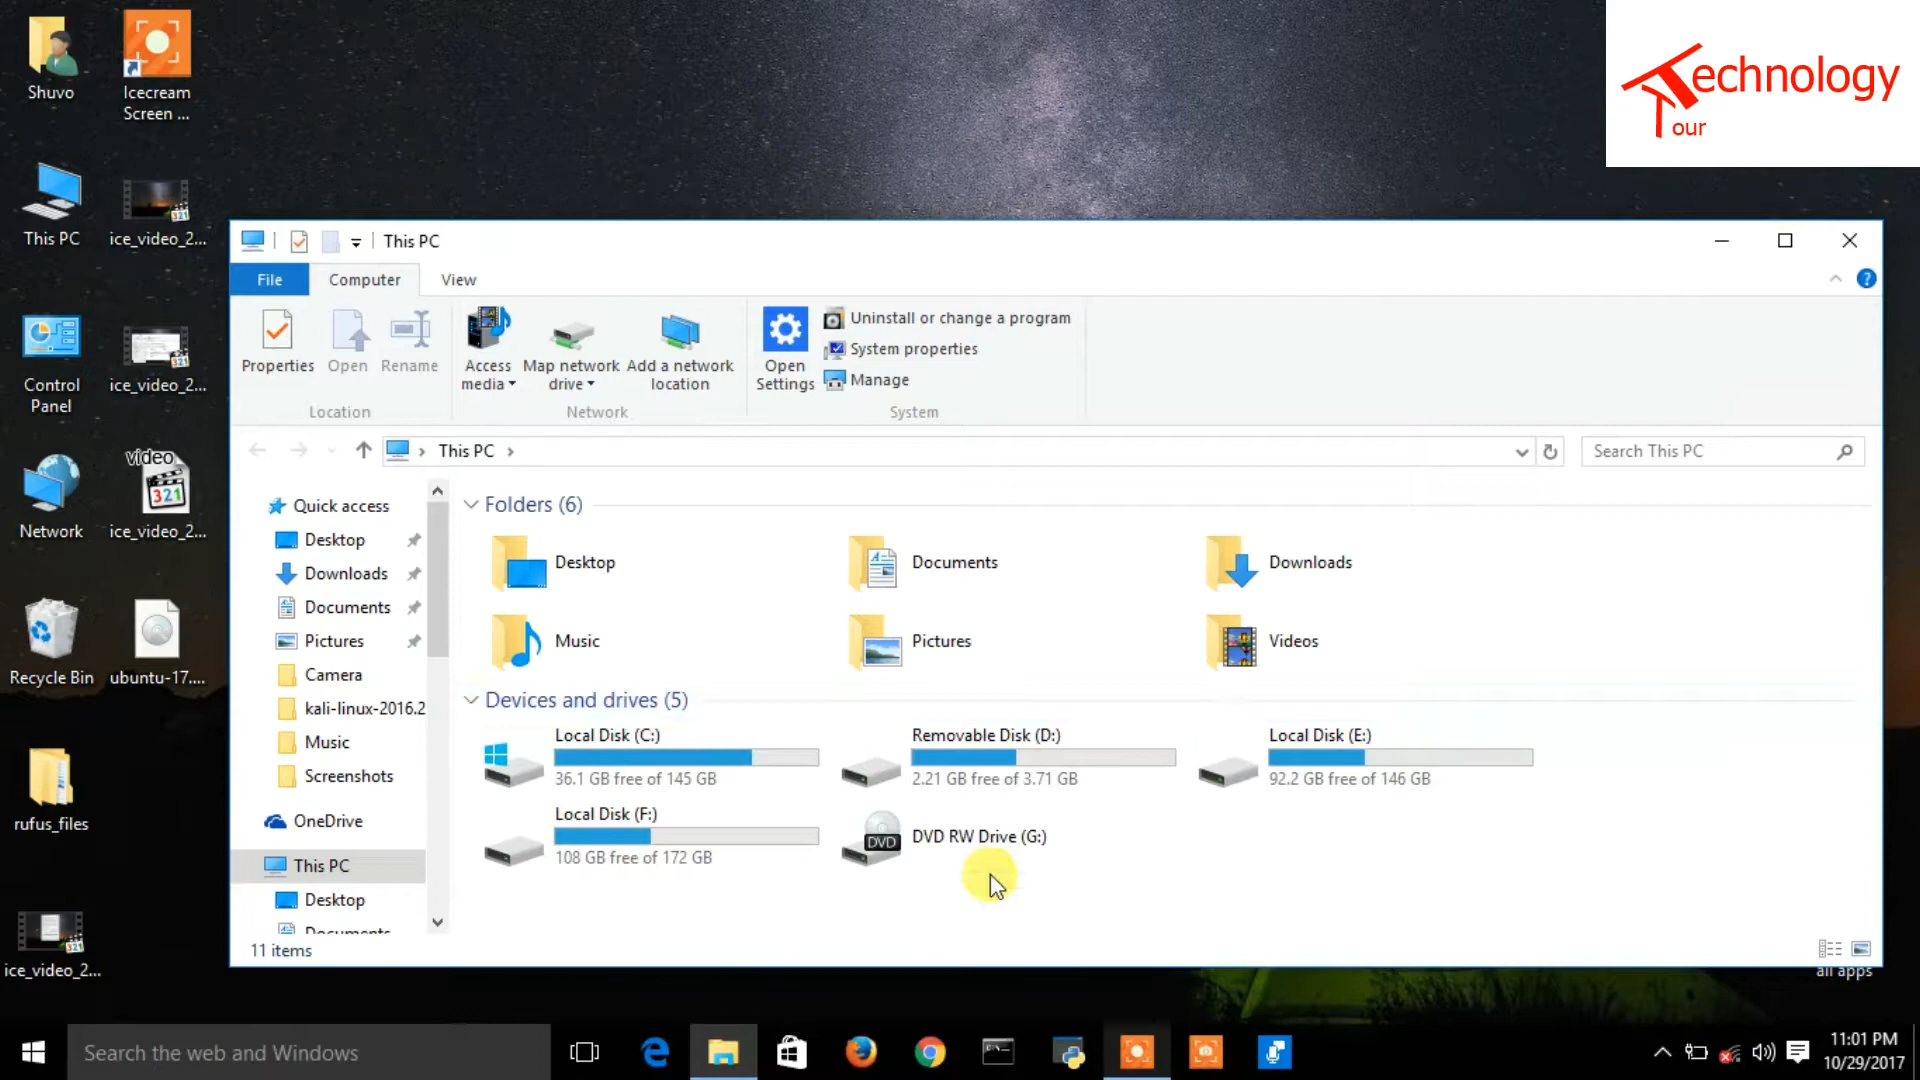 Shuvo
Icecream
Screen ...
This PC
ice_video_2...
Control
Panel
ice_video_2...
video
321
Network
ice_video_2...
Recycle Bin
ubuntu-17....
rufus_files
ice_video_2...
echnology
our
This PC
File
Computer
View
Properties
Open
Rename
Location
Access
media
Map network
drive
Add a network
location
Network
Open
Settings
Uninstall or change a program
System properties
Manage
System
This PC
Search This PC
Quick access
Desktop
Downloads
Documents
Pictures
Camera
kali-linux-2016.2
Music
Screenshots
OneDrive
This PC
Desktop
Documents
Folders (6)
Desktop
Documents
Downloads
Music
Pictures
Videos
Devices and drives (5)
Local Disk (C:)
36.1 GB free of 145 GB
Removable Disk (D:)
2.21 GB free of 3.71 GB
Local Disk (E:)
92.2 GB free of 146 GB
Local Disk (F:)
108 GB free of 172 GB
DVD
DVD RW Drive (G:)
11 items
all apps
Search the web and Windows
11:01 PM
10/29/2017